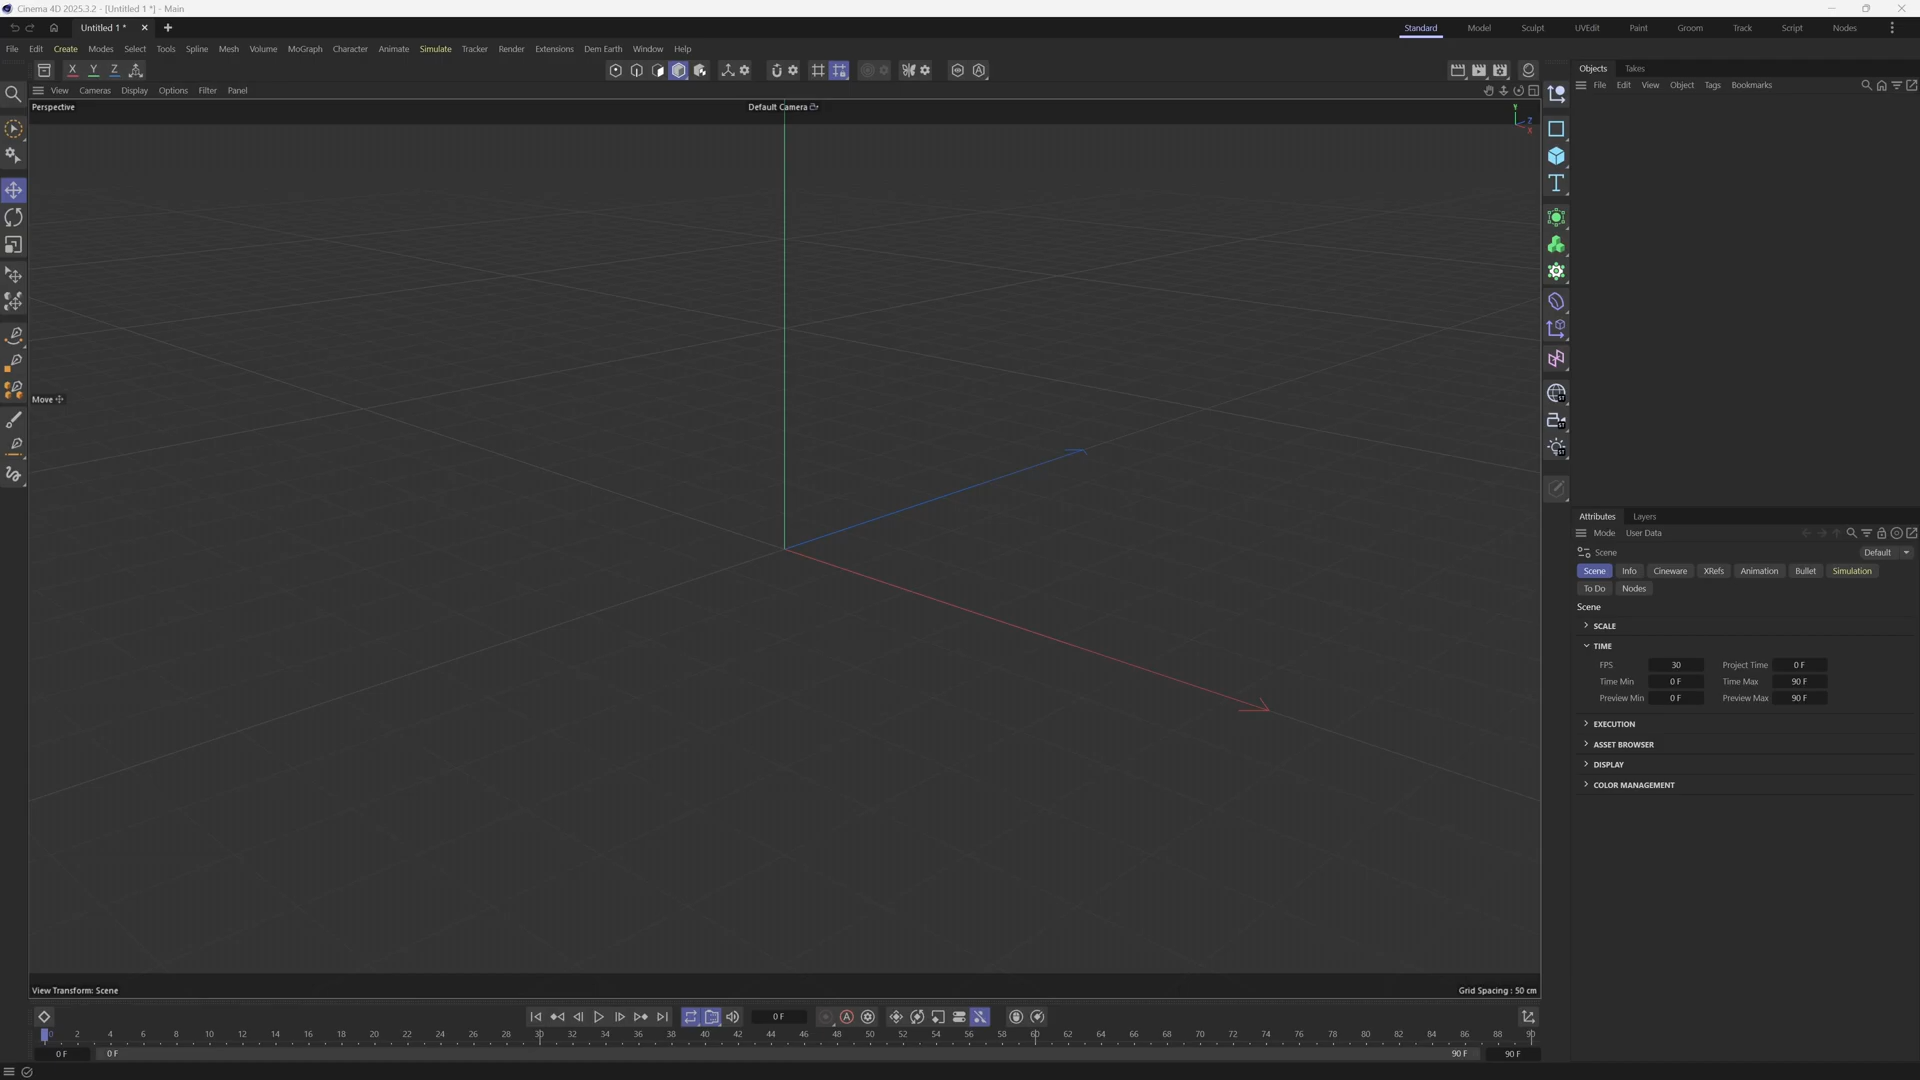 Cinema 4D 2025.3.2 - [Untitled 1 *] - Main
Untitled 1 *
Standard Model Sculpt UVEdit Paint Groom Track Script Nodes
File Edit Create Modes Select Tools Spline Mesh Volume MoGraph Character Animate Simulate Tracker Render Extensions Dem Earth Window Help
X Y Z
View Cameras Display Options Filter Panel
Perspective
Default Camera
Y
Z
X
Move
View Transform: Scene
Grid Spacing : 50 cm
Objects Takes
File Edit View Object Tags Bookmarks
Attributes Layers
Mode User Data
Scene
Default
Scene Info Cineware XRefs Animation Bullet Simulation
To Do Nodes
Scene
SCALE
TIME
FPS 30 Project Time 0 F
Time Min 0 F Time Max 90 F
Preview Min 0 F Preview Max 90 F
EXECUTION
ASSET BROWSER
DISPLAY
COLOR MANAGEMENT
0 F
0 2 4 6 8 10 12 14 16 18 20 22 24 26 28 30 32 34 36 38 40 42 44 46 48 50 52 54 56 58 60 62 64 66 68 70 72 74 76 78 80 82 84 86 88 90
0 F 0 F 90 F 90 F